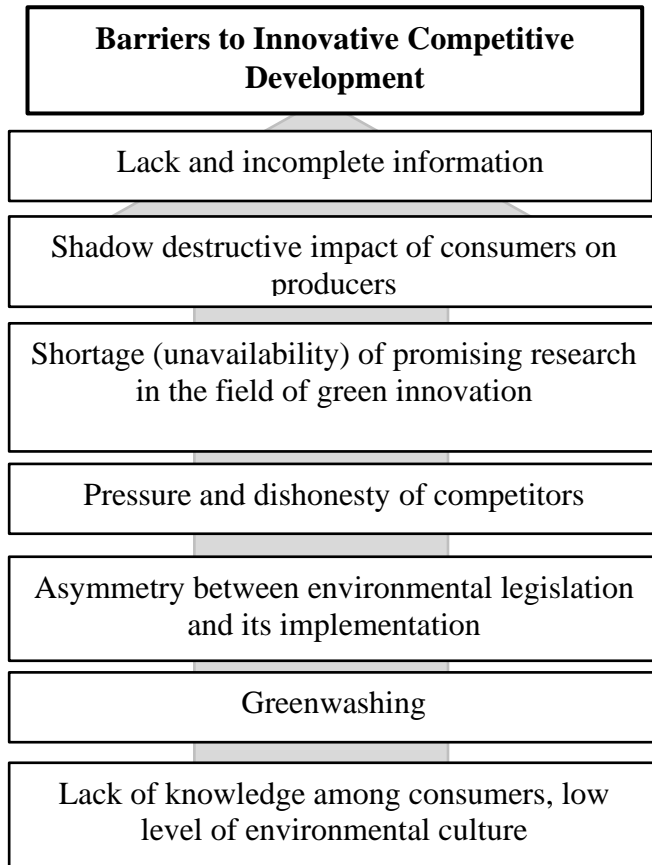 Barriers to Innovative Competitive
Development
Lack and incomplete information
Shadow destructive impact of consumers on
producers
Shortage (unavailability) of promising research
in the field of green innovation
Pressure and dishonesty of competitors
Asymmetry between environmental legislation
and its implementation
Greenwashing
Lack of knowledge among consumers, low
level of environmental culture